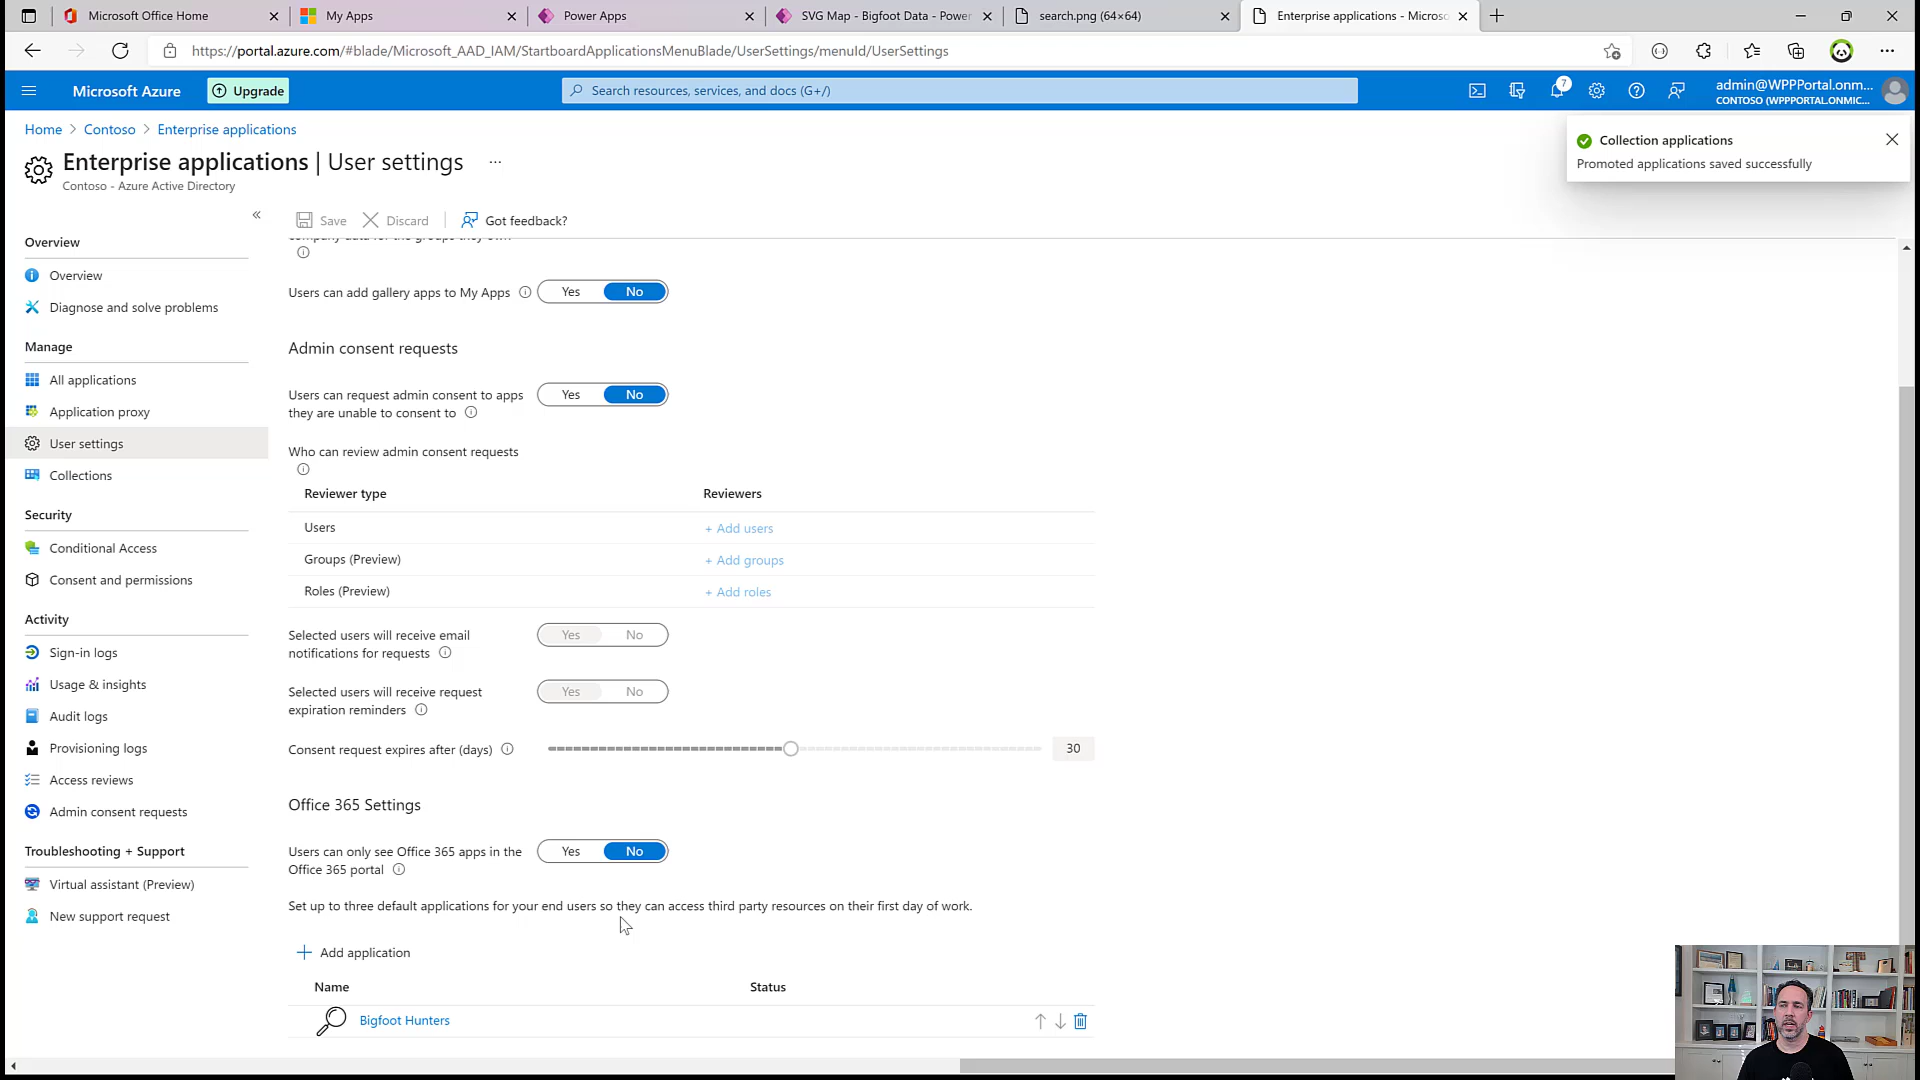 Microsoft Office Home
My Apps
Power Apps
SVG Map - Bigfoot Data - Power
search.png (64×64)
Enterprise applications - Microso
https://portal.azure.com/#blade/Microsoft_AAD_IAM/StartboardApplicationsMenuBlade/UserSettings/menuId/UserSettings
Microsoft Azure
Upgrade
Search resources, services, and docs (G+/)
7
admin@WPPPortal.onm...
CONTOSO (WPPPORTAL.ONMIC...
Home > Contoso > Enterprise applications
Enterprise applications | User settings ...
Contoso - Azure Active Directory
Collection applications
Promoted applications saved successfully
Save
Discard
Got feedback?
Overview
Overview
Diagnose and solve problems
Manage
All applications
Application proxy
User settings
Collections
Security
Conditional Access
Consent and permissions
Activity
Sign-in logs
Usage & insights
Audit logs
Provisioning logs
Access reviews
Admin consent requests
Troubleshooting + Support
Virtual assistant (Preview)
New support request
company data for the groups they own
Users can add gallery apps to My Apps
Yes No
Admin consent requests
Users can request admin consent to apps
they are unable to consent to
Yes No
Who can review admin consent requests
Reviewer type Reviewers
Users + Add users
Groups (Preview) + Add groups
Roles (Preview) + Add roles
Selected users will receive email
notifications for requests
Yes No
Selected users will receive request
expiration reminders
Yes No
Consent request expires after (days) 30
Office 365 Settings
Users can only see Office 365 apps in the
Office 365 portal
Yes No
Set up to three default applications for your end users so they can access third party resources on their first day of work.
+ Add application
Name Status
Bigfoot Hunters